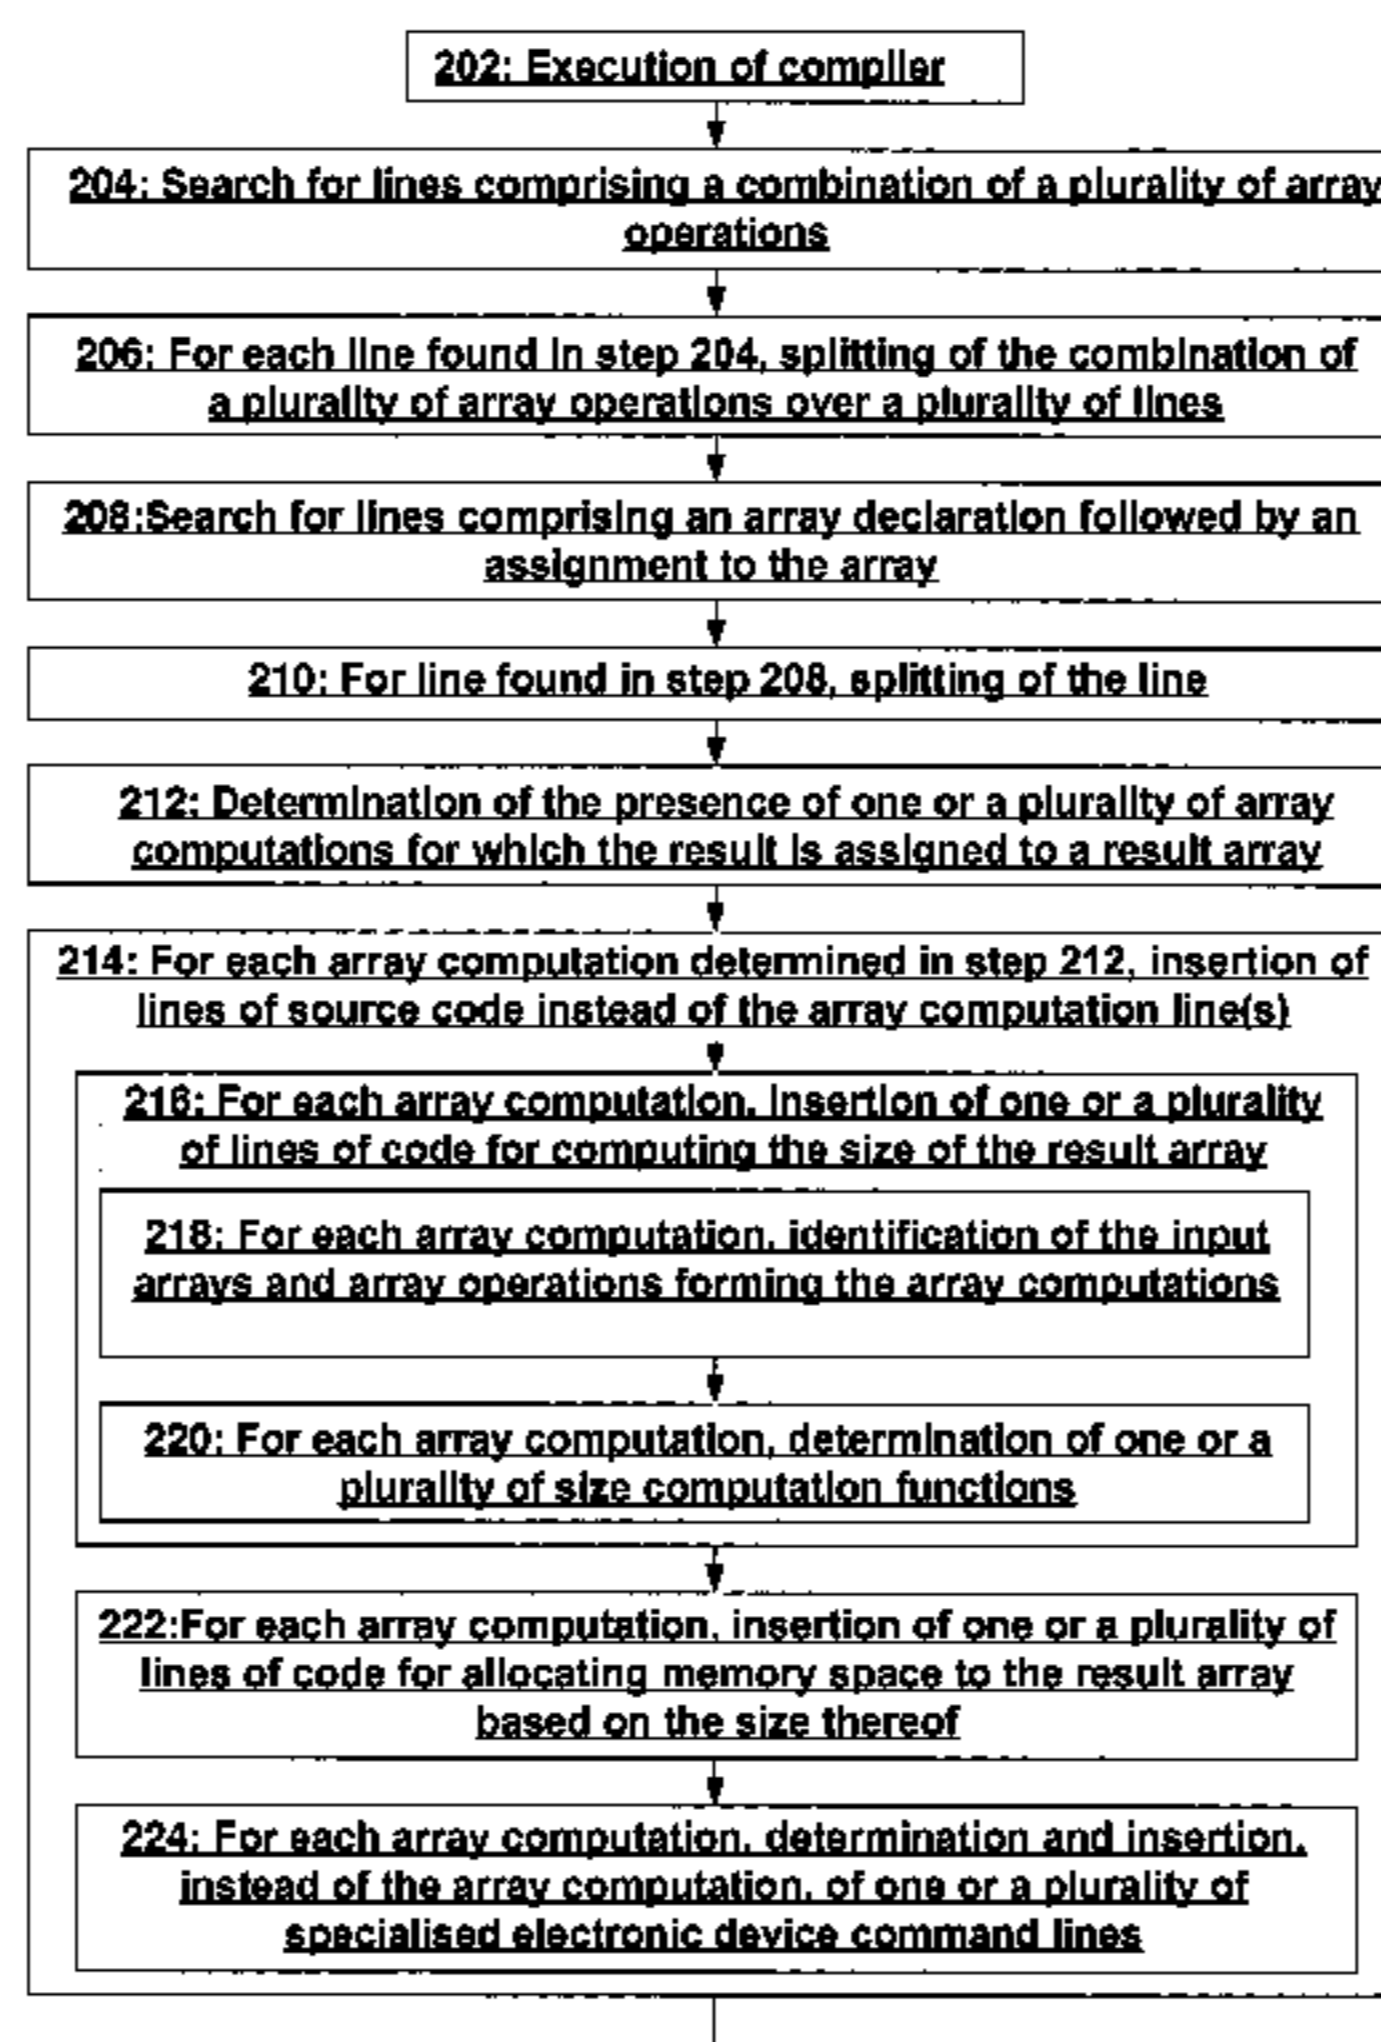 202: Execution of compiler
204: Search for lines comprising a combination of a plurality of array
operations
206: For each line found in step 204, splitting of the combination of
a plurality of array operations over a plurality of lines
208:Search for lines comprising an array declaration followed by an
assignment to the array
210: For line found in step 208, splitting of the line
212: Determination of the presence of one or a plurality of array
computations for which the result is assigned to a result array
214: For each array computation determined in step 212, insertion of
lines of source code instead of the array computation line(s)
216: For each array computation, insertion of one or a plurality
of lines of code for computing the size of the result array
218: For each array computation, identification of the input
arrays and array operations forming the array computations
220: For each array computation, determination of one or a
plurality of size computation functions
222:For each array computation, insertion of one or a plurality of
lines of code for allocating memory space to the result array
based on the size thereof
224: For each array computation, determination and insertion,
instead of the array computation, of one or a plurality of
specialised electronic device command lines